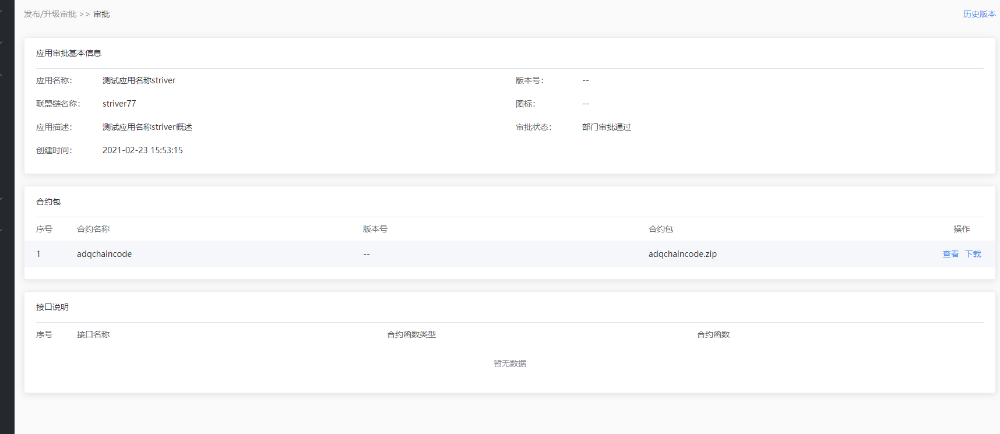 发布/升级审批 >> 审批 历史版本
应用审批基本信息
应用名称： 测试应用名称striver 版本号： --
联盟链名称： striver77 图标： --
应用描述： 测试应用名称striver概述 审批状态： 部门审批通过
创建时间： 2021-02-23 15:53:15
合约包
序号 合约名称 版本号 合约包 操作
1 adqchaincode -- adqchaincode.zip 查看 下载
接口说明
序号 接口名称 合约函数类型 合约函数
暂无数据